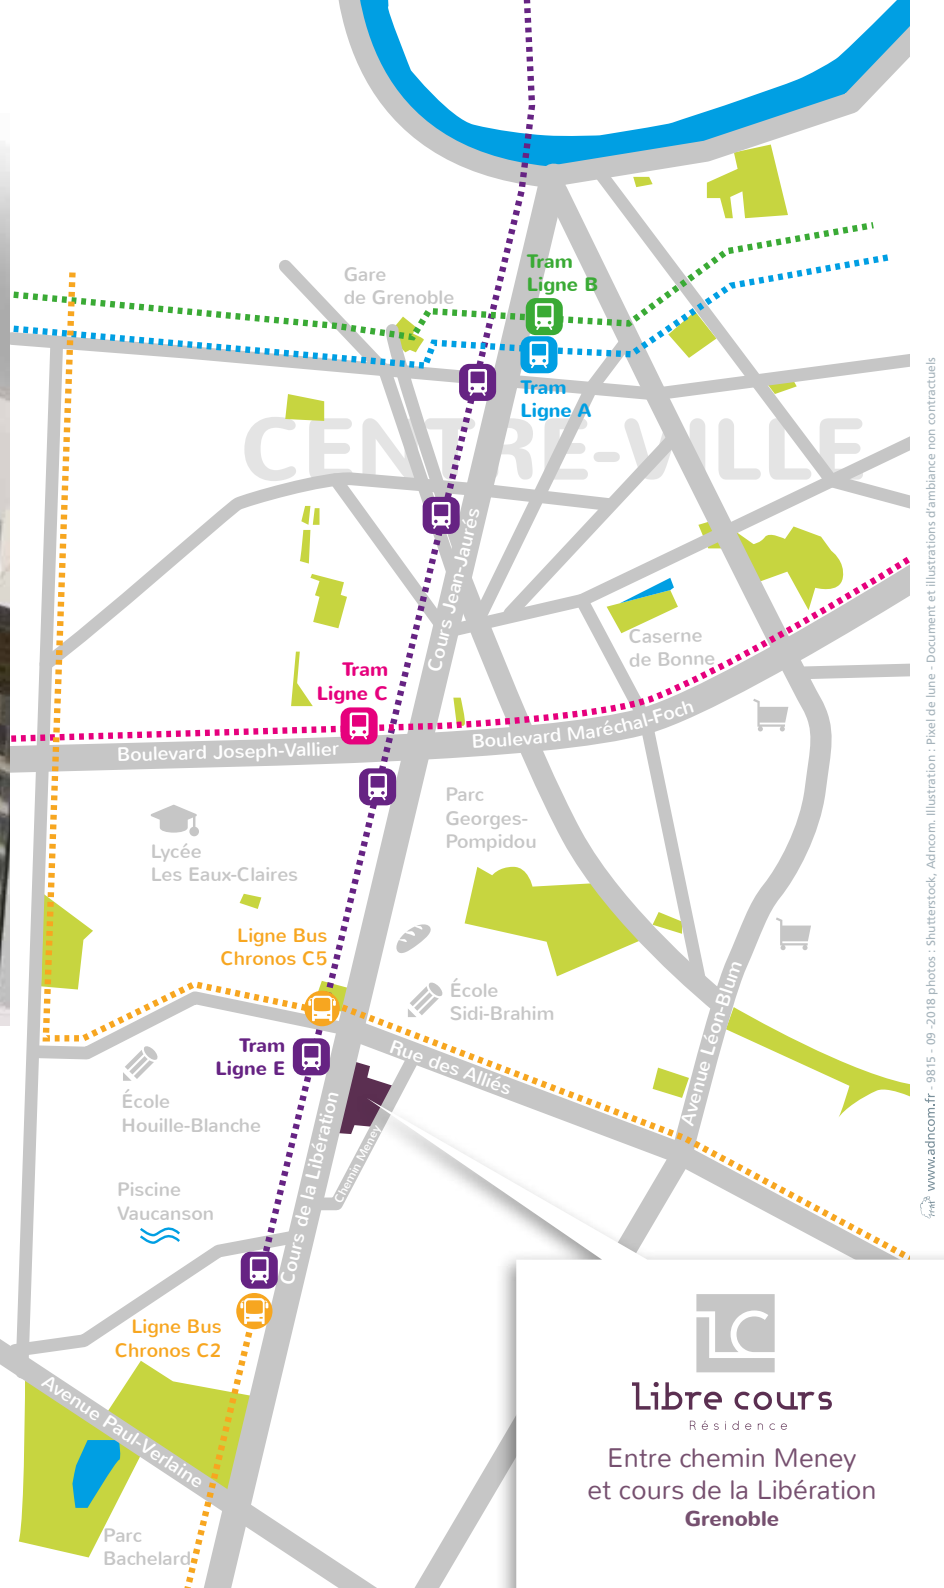 Gare
de Grenoble
Tram
Ligne B
Tram
Ligne A
CENTRE-VILLE
Cours Jean-Jaurés
Caserne
de Bonne
Tram
Ligne C
Boulevard Joseph-Vallier
Boulevard Maréchal-Foch
Parc
Georges-
Pompidou
Lycée
Les Eaux-Claires
Ligne Bus
Chronos C5
École
Sidi-Brahim
Avenue Léon-Blum
Rue des Alliés
Tram
Ligne E
École
Houille-Blanche
Chemin Meney
Cours de la Libération
Piscine
Vaucanson
Ligne Bus
Chronos C2
Avenue Paul-Verlaine
Parc
Bachelard
LC
Libre cours
Résidence
Entre chemin Meney
et cours de la Libération
Grenoble
www.adncom.fr - 9815 - 09 -2018 photos : Shutterstock, Adncom. Illustration : Pixel de lune - Document et illustrations d'ambiance non contractuels